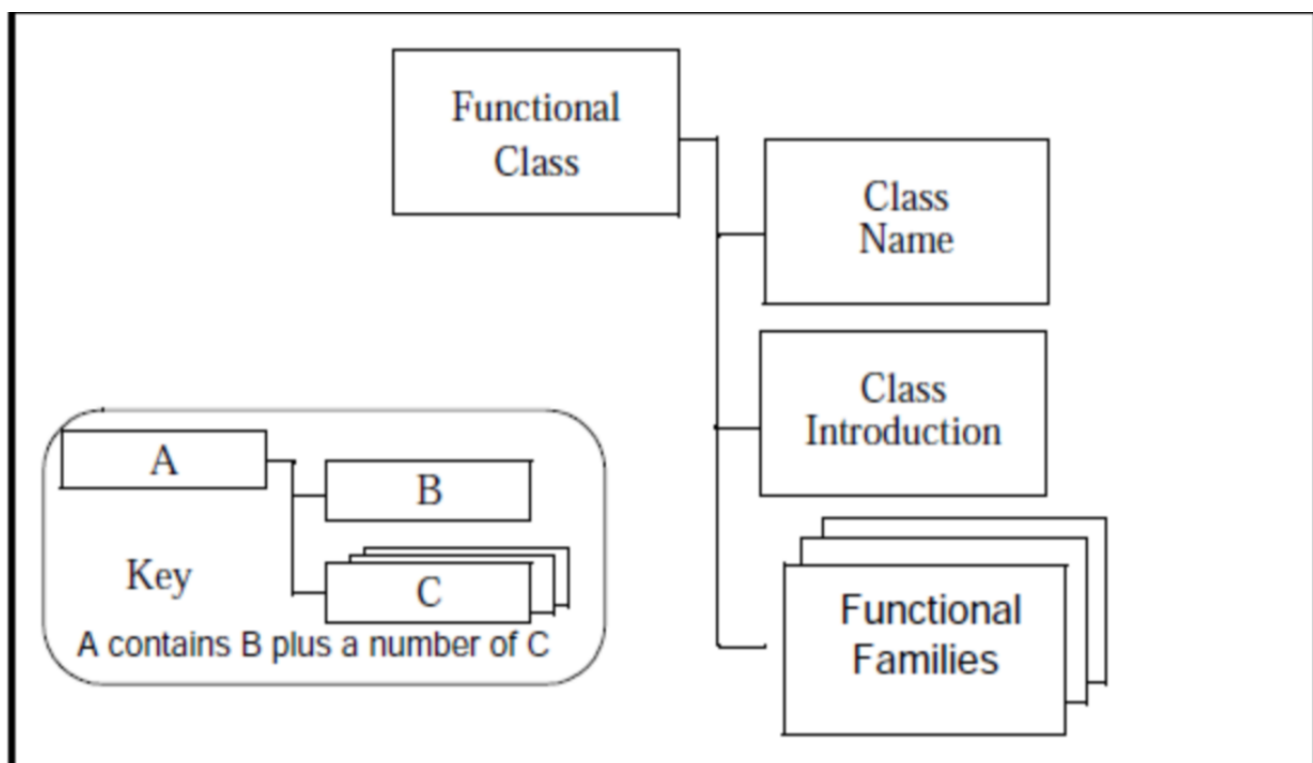 Functional
Class
Class
Name
Class
Introduction
Functional
Families
A
B
C
Key
A contains B plus a number of C